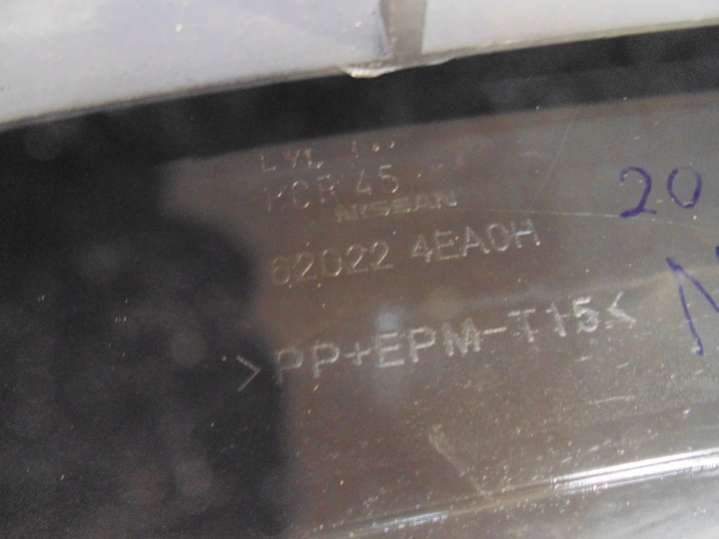 PCR 45
NISSAN
62022 4EA0H
>PP+EPM-T15<
20